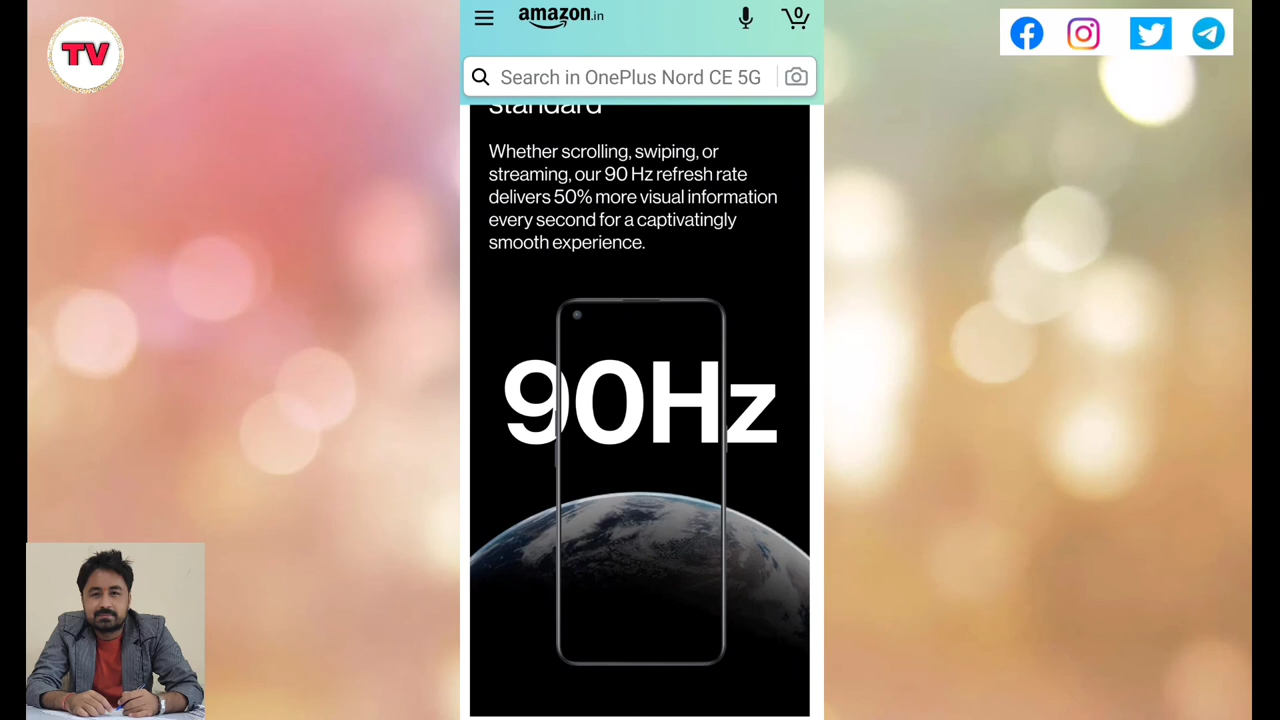 TV
amazon.in
0
Search in OnePlus Nord CE 5G
standard
Whether scrolling, swiping, or
streaming, our 90 Hz refresh rate
delivers 50% more visual information
every second for a captivatingly
smooth experience.
90Hz